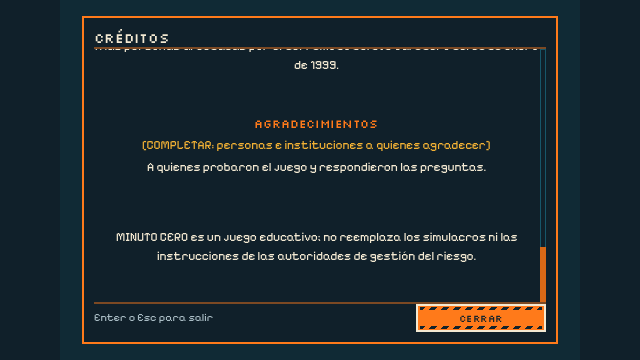 CRÉDITOS
de 1999.
AGRADECIMIENTOS
(COMPLETAR: personas e instituciones a quienes agradecer)
A quienes probaron el juego y respondieron las preguntas.
MINUTO CERO es un juego educativo: no reemplaza los simulacros ni las
instrucciones de las autoridades de gestión del riesgo.
Enter o Esc para salir
CERRAR